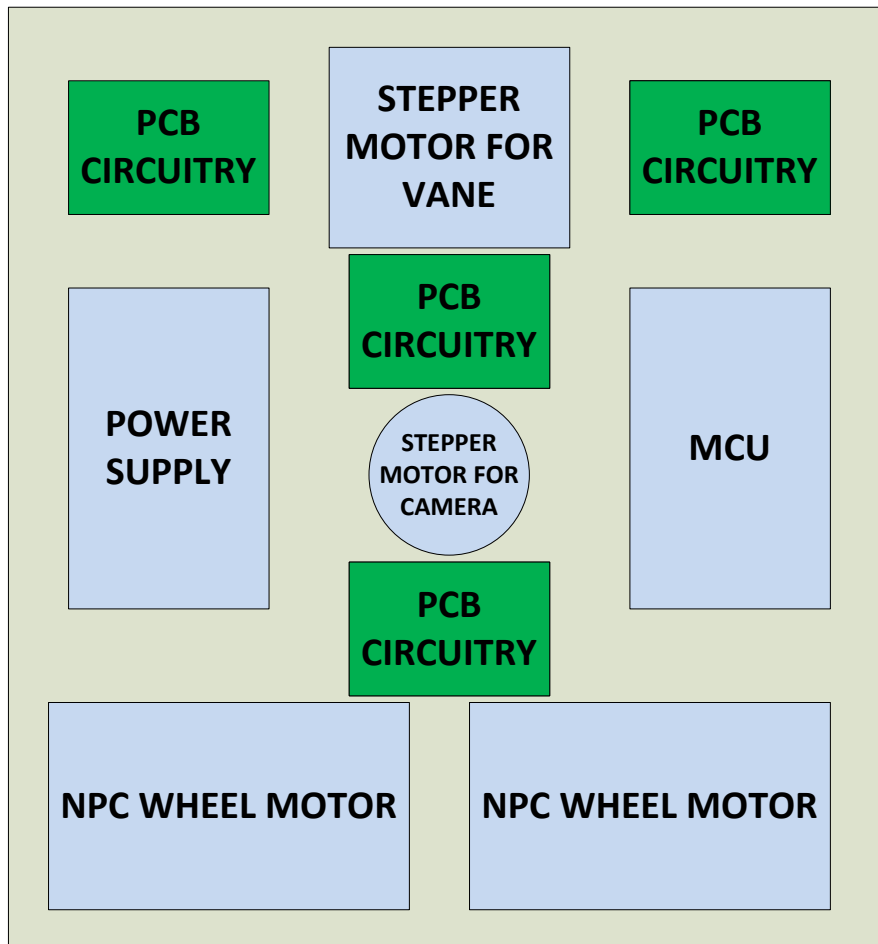 PCB
CIRCUITRY
STEPPER
MOTOR FOR
VANE
PCB
CIRCUITRY
PCB
CIRCUITRY
POWER
SUPPLY
STEPPER
MOTOR FOR
CAMERA
MCU
PCB
CIRCUITRY
NPC WHEEL MOTOR
NPC WHEEL MOTOR